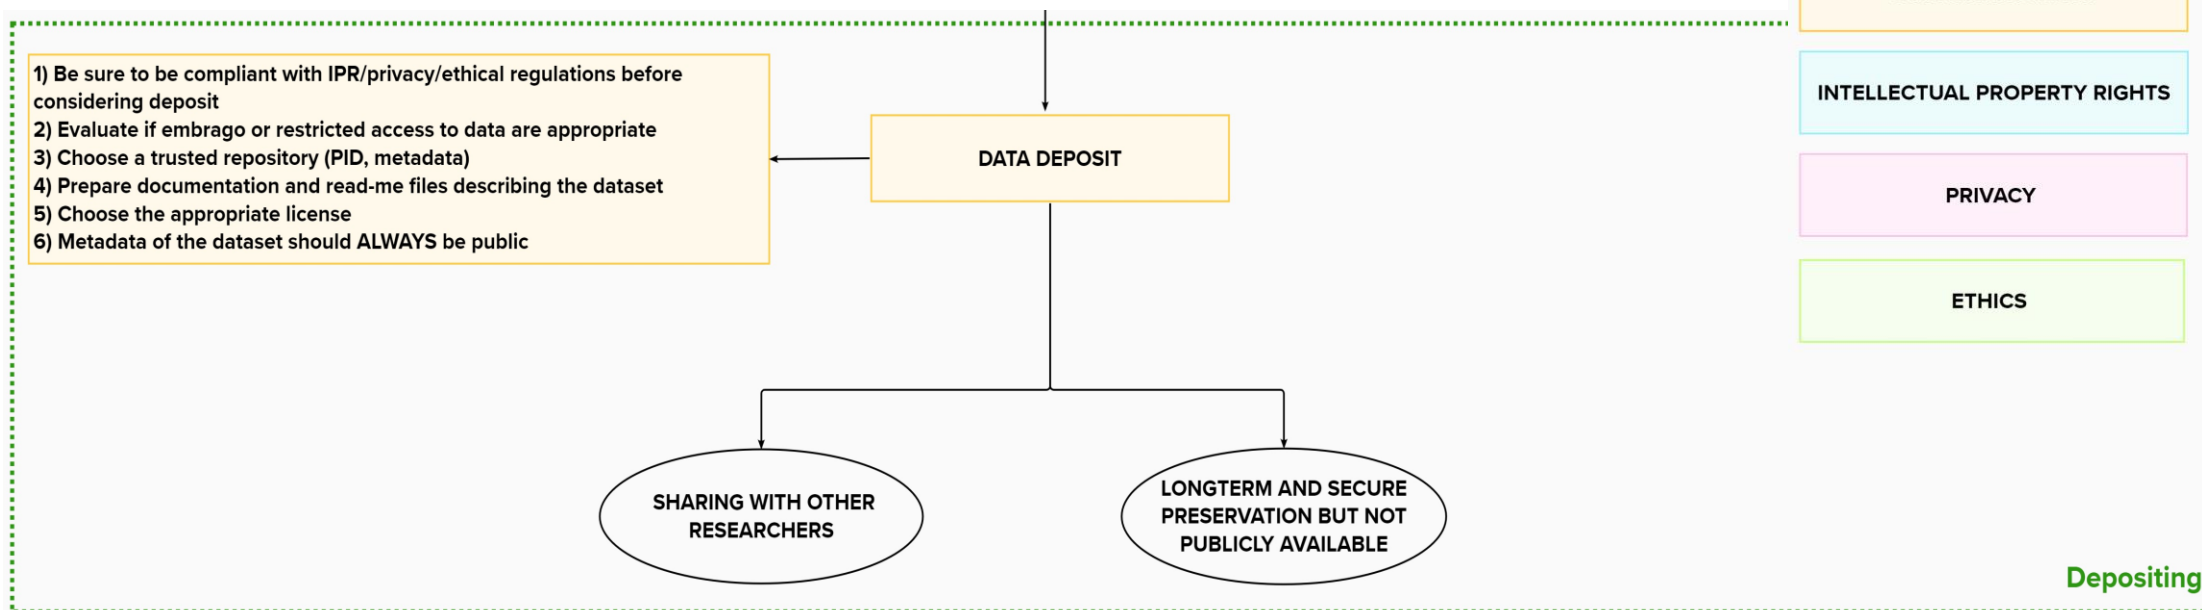 1) Be sure to be compliant with IPR/privacy/ethical regulations before
considering deposit
2) Evaluate if embrago or restricted access to data are appropriate
3) Choose a trusted repository (PID, metadata)
4) Prepare documentation and read-me files describing the dataset
5) Choose the appropriate license
6) Metadata of the dataset should ALWAYS be public
DATA DEPOSIT
SHARING WITH OTHER
RESEARCHERS
LONGTERM AND SECURE
PRESERVATION BUT NOT
PUBLICLY AVAILABLE
INTELLECTUAL PROPERTY RIGHTS
PRIVACY
ETHICS
Depositing